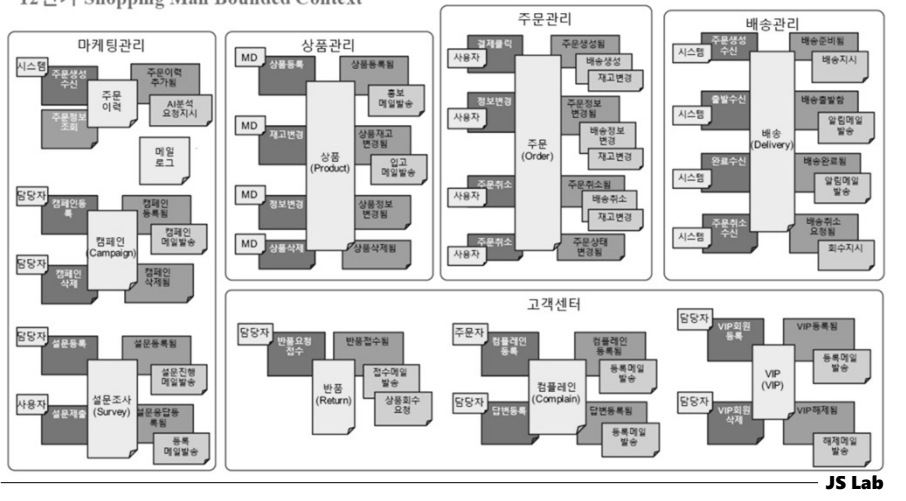 12번가 Shopping Mall Bounded Context
마케팅관리
시스템
주문생성
수신
주문
이력
주문이력
추가됨
AI분석
요청지시
주문정보
조회
메일
로그
담당자
캠페인등
록
캠페인
(Campaign)
캠페인
등록됨
캠페인
메일발송
담당자
캠페인
삭제
캠페인
삭제됨
담당자
설문등록
설문조사
(Survey)
설문등록됨
설문진행
메일발송
사용자
설문제출
설문응답등
록됨
등록
메일발송
상품관리
MD
상품등록
상품
(Product)
상품등록됨
홍보
메일발송
MD
재고변경
상품재고
변경됨
입고
메일발송
MD
정보변경
상품정보
변경됨
MD
상품삭제
상품삭제됨
주문관리
사용자
결제클릭
주문
(Order)
주문생성됨
배송생성
재고변경
사용자
정보변경
주문정보
변경됨
배송정보
변경
재고변경
사용자
주문취소
주문취소됨
배송취소
재고변경
사용자
주문취소
주문상태
변경됨
배송관리
시스템
주문생성
수신
배송
(Delivery)
배송준비됨
배송지시
시스템
출발수신
배송출발함
알림메일
발송
시스템
완료수신
배송완료됨
알림메일
발송
시스템
주문취소
수신
배송취소
요청됨
회수지시
고객센터
담당자
반품요청
접수
반품
(Return)
반품접수됨
접수메일
발송
상품회수
요청
주문자
컴플레인
등록
컴플레인
(Complain)
컴플레인
등록됨
등록메일
발송
담당자
답변등록
답변등록됨
등록메일
발송
담당자
VIP회원
등록
VIP
(VIP)
VIP등록됨
등록메일
발송
담당자
VIP회원
삭제
VIP해제됨
해제메일
발송
JS Lab